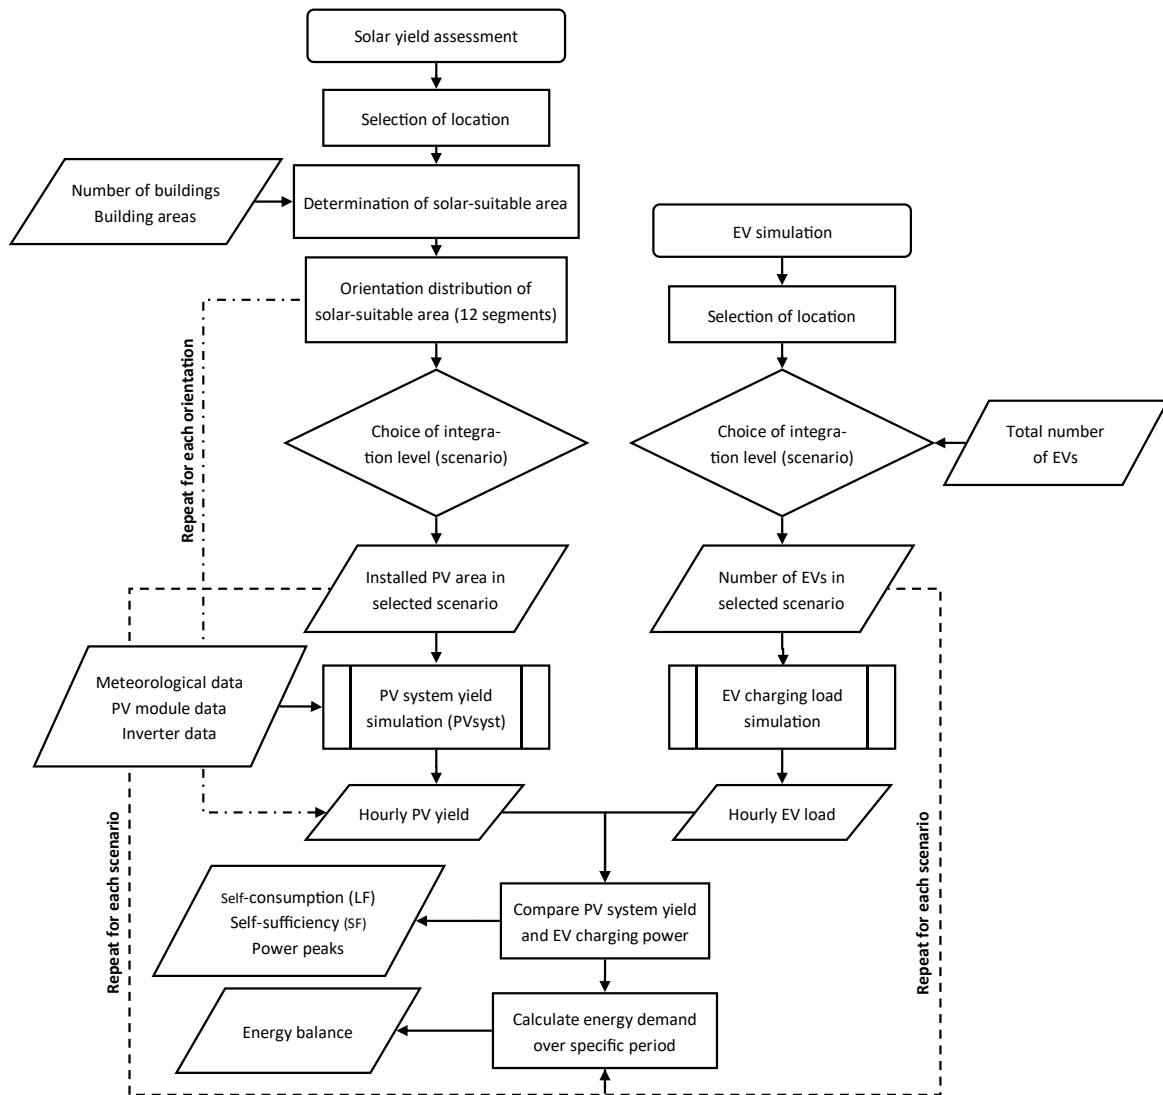 Solar yield assessment
Selection of location
Number of buildings
Building areas
Determination of solar-suitable area
EV simulation
Orientation distribution of
solar-suitable area (12 segments)
Selection of location
Repeat for each orientation
Choice of integra-
tion level (scenario)
Choice of integra-
tion level (scenario)
Total number
of EVs
Installed PV area in
selected scenario
Number of EVs in
selected scenario
Meteorological data
PV module data
Inverter data
PV system yield
simulation (PVsyst)
EV charging load
simulation
Hourly PV yield
Hourly EV load
Repeat for each scenario
Self-consumption (LF)
Self-sufficiency (SF)
Power peaks
Compare PV system yield
and EV charging power
Repeat for each scenario
Energy balance
Calculate energy demand
over specific period